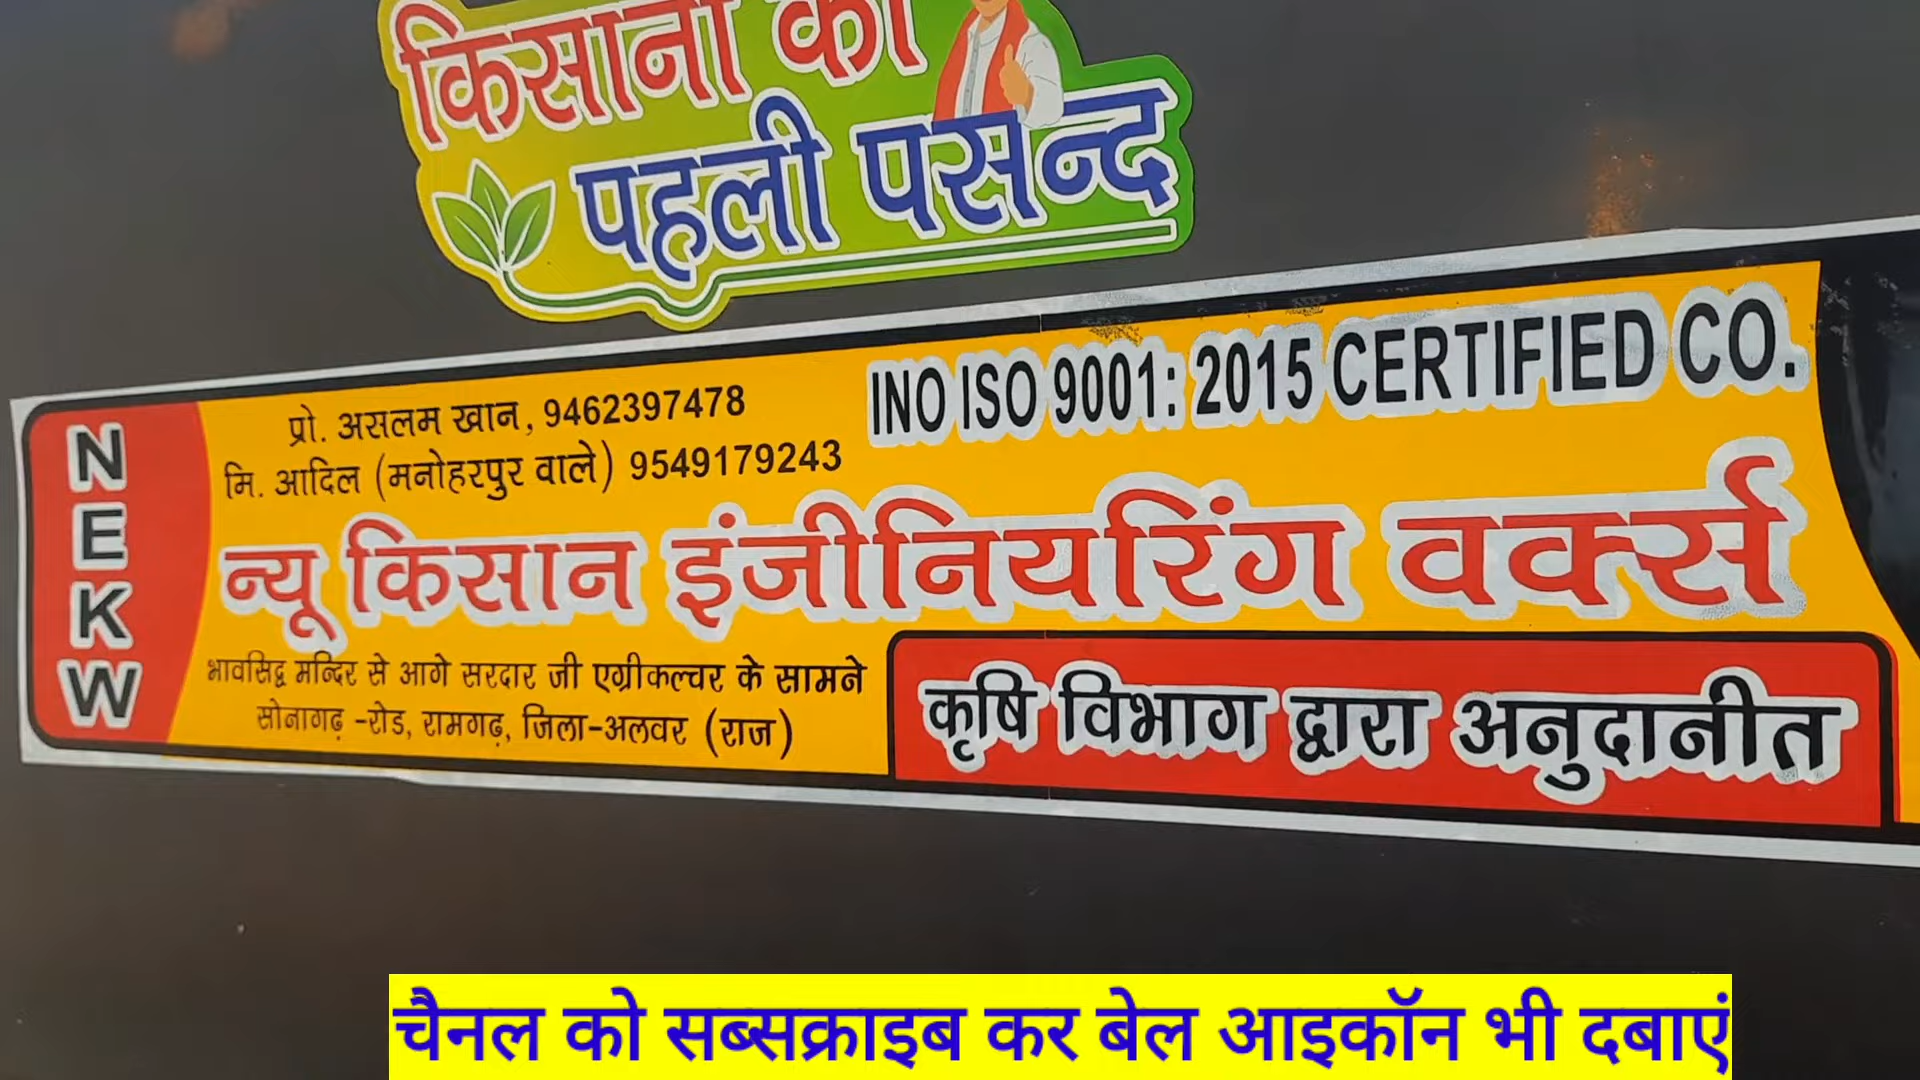 किसानों की
पहली पसन्द
INO ISO 9001: 2015 CERTIFIED CO.
प्रो. असलम खान, 9462397478
मि. आदिल (मनोहरपुर वाले) 9549179243
NEKW
न्यू किसान इंजीनियरिंग वर्क्स
भावसिद्व मन्दिर से आगे सरदार जी एग्रीकल्चर के सामने
सोनागढ़ -रोड, रामगढ़, जिला-अलवर (राज)
कृषि विभाग द्वारा अनुदानीत
चैनल को सब्सक्राइब कर बेल आइकॉन भी दबाएं